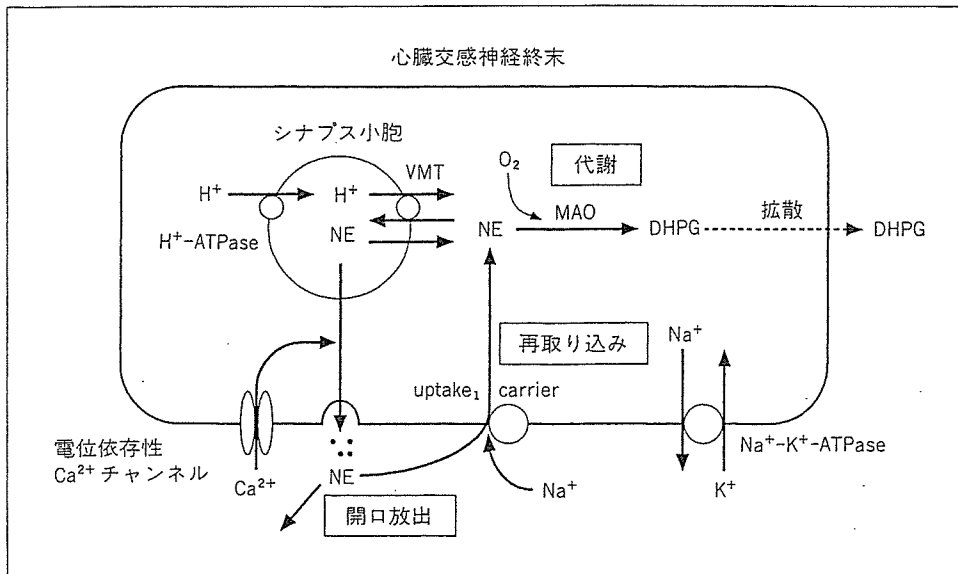 心臓交感神経終末
シナプス小胞
H⁺
H⁺
VMT
O₂
代謝
NE
NE
MAO
DHPG
拡散
DHPG
H⁺-ATPase
再取り込み
Na⁺
uptake₁ carrier
Na⁺-K⁺-ATPase
電位依存性
Ca²⁺ チャンネル
Ca²⁺
NE
Na⁺
K⁺
開口放出